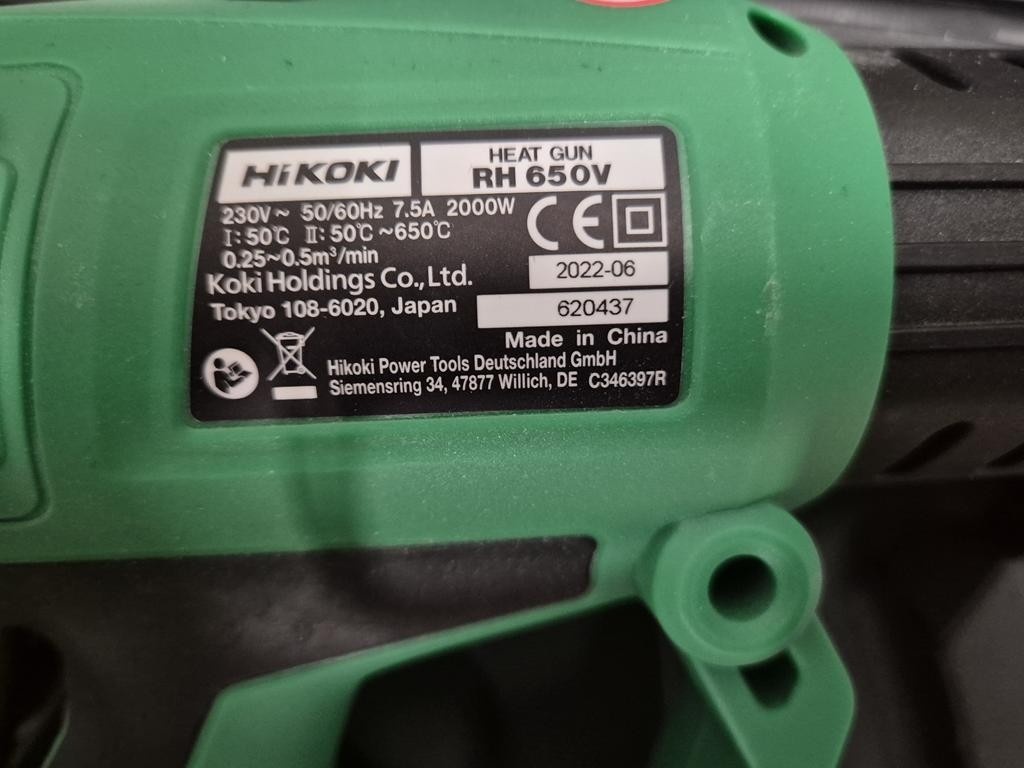 HiKOKI
HEAT GUN
RH 650V
230V~ 50/60Hz 7.5A 2000W
I:50℃ II:50℃~650℃
0.25~0.5m³/min
CE
Koki Holdings Co., Ltd.
2022-06
Tokyo 108-6020, Japan
620437
Made in China
Hikoki Power Tools Deutschland GmbH
Siemensring 34, 47877 Willich, DE C346397R